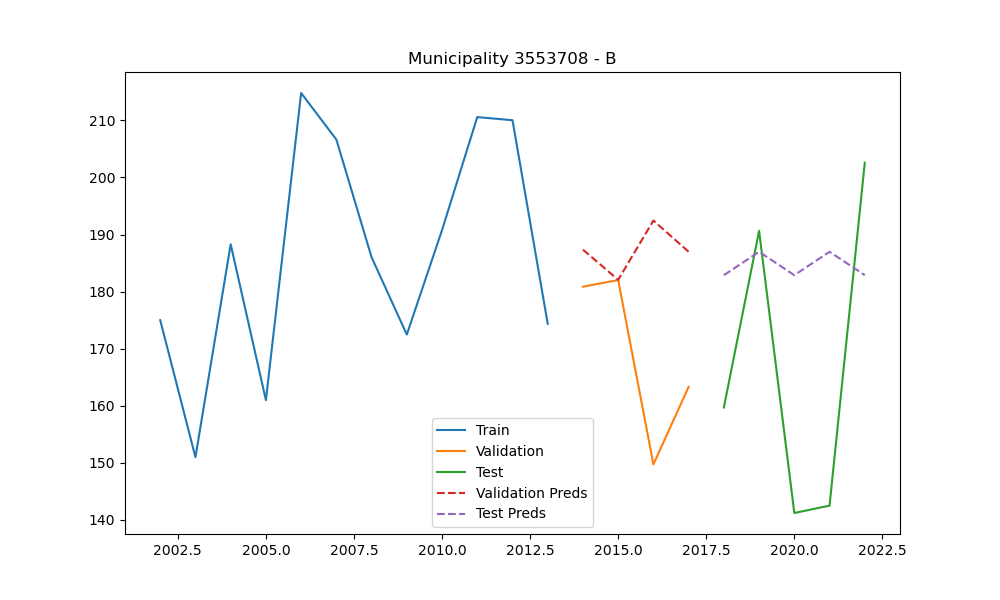 Municipality 3553708 - B
210
200
190
180
170
160
150
140
Train
Validation
Test
Validation Preds
Test Preds
2002.5 2005.0 2007.5 2010.0 2012.5 2015.0 2017.5 2020.0 2022.5